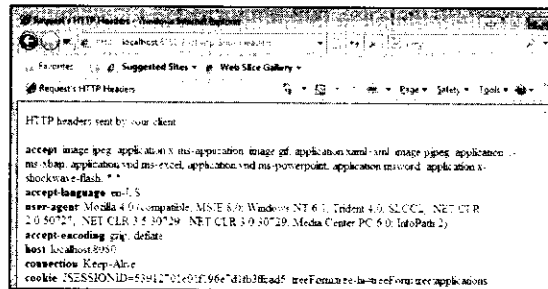 Request's HTTP Headers - Windows Internet Explorer
localhost
Favorites Suggested Sites Web Slice Gallery
Request's HTTP Headers Page Safety Tools
HTTP headers sent by your client
accept image jpeg, application x-ms-application, image gif, application xaml+xml, image pjpeg, application x-
ms-xbap, application vnd ms-excel, application vnd ms-powerpoint, application msword, application x-
shockwave-flash, * *
accept-language en-US
user-agent Mozilla 4.0 (compatible; MSIE 8.0; Windows NT 6.1; Trident 4.0; SLCC2; .NET CLR
2.0.50727; .NET CLR 3.5.30729; .NET CLR 3.0.30729; Media Center PC 6.0; InfoPath 2)
accept-encoding gzip, deflate
host localhost:8080
connection Keep-Alive
cookie